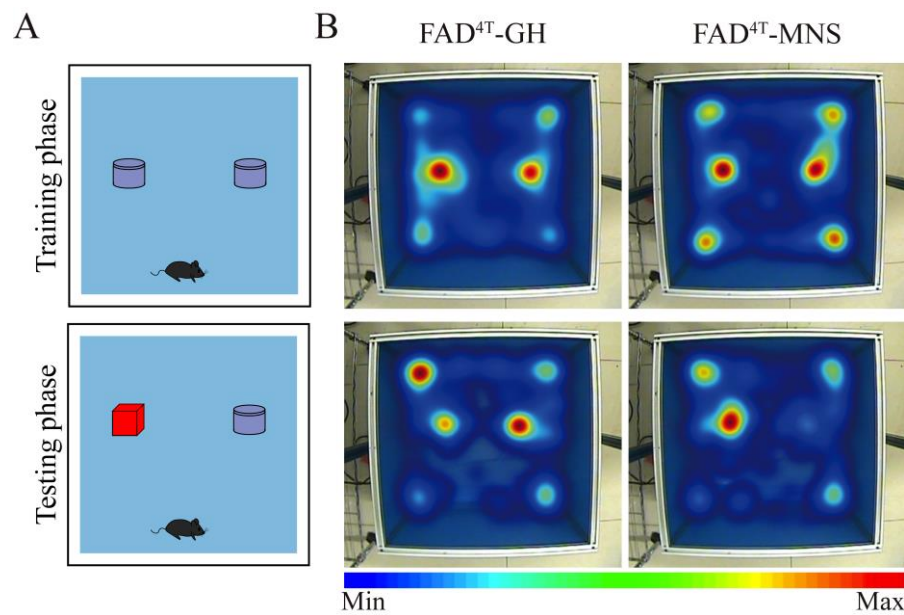 A
B
FAD⁴ᵀ-GH
FAD⁴ᵀ-MNS
Training phase
Testing phase
Min
Max